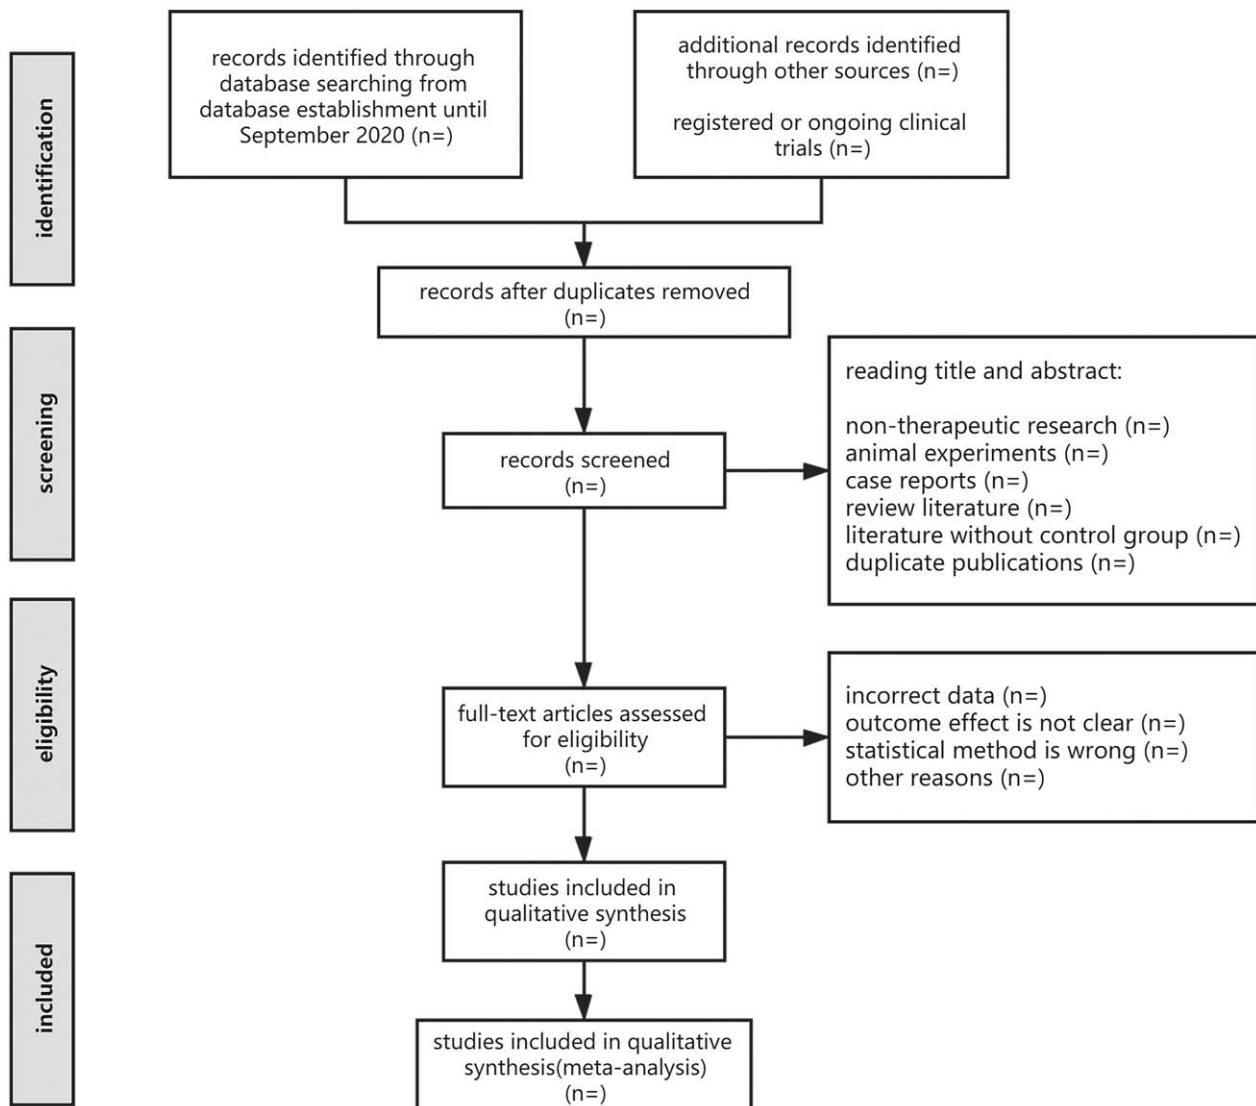 identification
records identified through
database searching from
database establishment until
September 2020 (n=)
additional records identified
through other sources (n=)
registered or ongoing clinical
trials (n=)
records after duplicates removed
(n=)
screening
records screened
(n=)
reading title and abstract:
non-therapeutic research (n=)
animal experiments (n=)
case reports (n=)
review literature (n=)
literature without control group (n=)
duplicate publications (n=)
eligibility
full-text articles assessed
for eligibility
(n=)
incorrect data (n=)
outcome effect is not clear (n=)
statistical method is wrong (n=)
other reasons (n=)
included
studies included in
qualitative synthesis
(n=)
studies included in qualitative
synthesis(meta-analysis)
(n=)